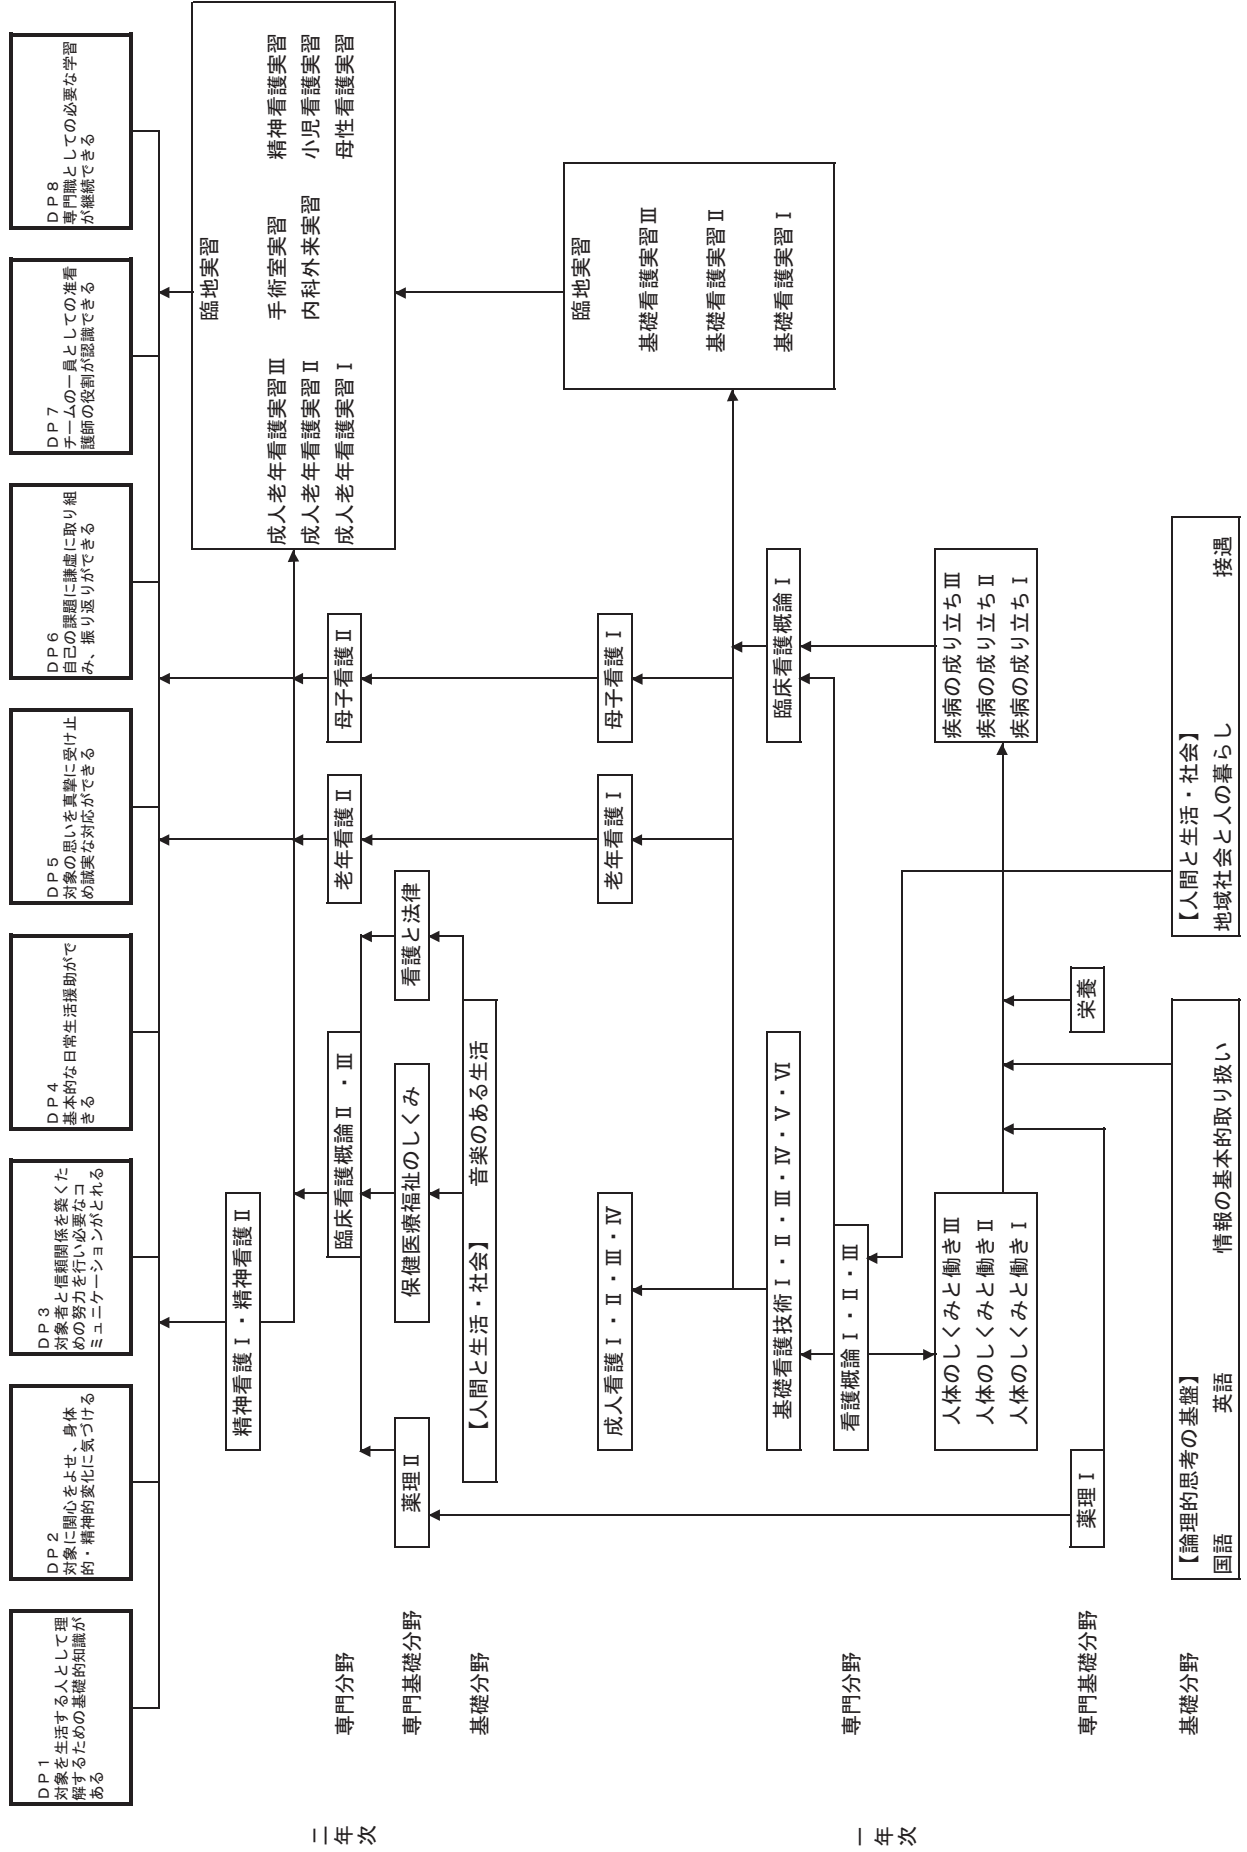 DP1
対象を生活する人として理
解するための基礎的知識が
ある
DP2
対象に関心をよせ、身体
的・精神的変化に気づける
DP3
対象者と信頼関係を築くた
めの努力を行い必要なコ
ミュニケーションがとれる
DP4
基本的な日常生活援助がで
きる
DP5
対象の思いを真摯に受け止
め誠実な対応ができる
DP6
自己の課題に謙虚に取り組
み、振り返りができる
DP7
チームの一員としての准看
護師の役割が認識できる
DP8
専門職としての必要な学習
が継続できる
二年次
専門分野
専門基礎分野
基礎分野
精神看護Ⅰ・精神看護Ⅱ
臨床看護概論Ⅱ・Ⅲ
老年看護Ⅱ
母子看護Ⅱ
臨地実習
成人老年看護実習Ⅲ 手術室実習 精神看護実習
成人老年看護実習Ⅱ 内科外来実習 小児看護実習
成人老年看護実習Ⅰ 母性看護実習
薬理Ⅱ
保健医療福祉のしくみ
看護と法律
【人間と生活・社会】 音楽のある生活
一年次
専門分野
専門基礎分野
基礎分野
成人看護Ⅰ・Ⅱ・Ⅲ・Ⅳ
老年看護Ⅰ
母子看護Ⅰ
臨地実習
基礎看護実習Ⅲ
基礎看護実習Ⅱ
基礎看護実習Ⅰ
基礎看護技術Ⅰ・Ⅱ・Ⅲ・Ⅳ・Ⅴ・Ⅵ
臨床看護概論Ⅰ
看護概論Ⅰ・Ⅱ・Ⅲ
人体のしくみと働きⅢ
人体のしくみと働きⅡ
人体のしくみと働きⅠ
疾病の成り立ちⅢ
疾病の成り立ちⅡ
疾病の成り立ちⅠ
薬理Ⅰ
栄養
【論理的思考の基盤】
国語 英語 情報の基本的取り扱い
【人間と生活・社会】
地域社会と人の暮らし 接遇